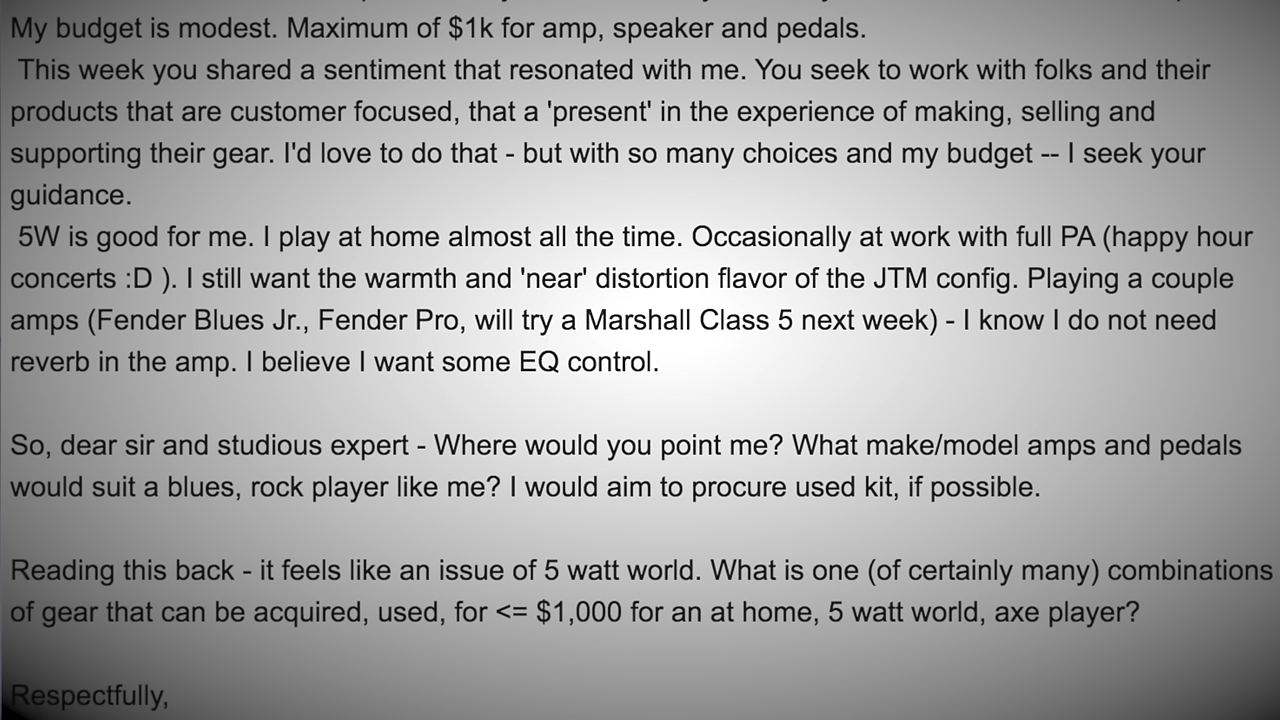 My budget is modest. Maximum of $1k for amp, speaker and pedals.
This week you shared a sentiment that resonated with me. You seek to work with folks and their
products that are customer focused, that a 'present' in the experience of making, selling and
supporting their gear. I'd love to do that - but with so many choices and my budget -- I seek your
guidance.
5W is good for me. I play at home almost all the time. Occasionally at work with full PA (happy hour
concerts :D ). I still want the warmth and 'near' distortion flavor of the JTM config. Playing a couple
amps (Fender Blues Jr., Fender Pro, will try a Marshall Class 5 next week) - I know I do not need
reverb in the amp. I believe I want some EQ control.
So, dear sir and studious expert - Where would you point me? What make/model amps and pedals
would suit a blues, rock player like me? I would aim to procure used kit, if possible.
Reading this back - it feels like an issue of 5 watt world. What is one (of certainly many) combinations
of gear that can be acquired, used, for <= $1,000 for an at home, 5 watt world, axe player?
Respectfully,